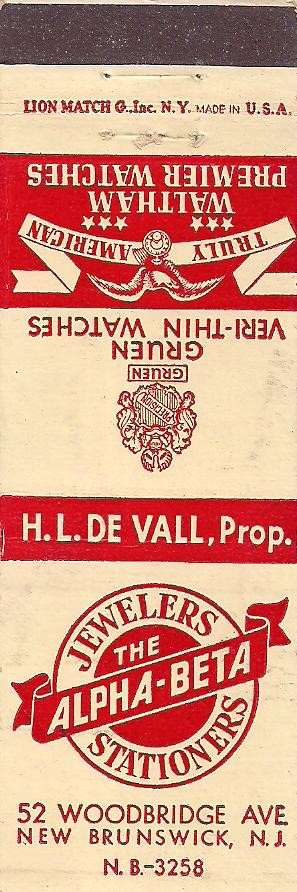 LION MATCH Co., Inc. N.Y. MADE IN U.S.A.
PREMIER WATCHES
WALTHAM
TRULY AMERICAN
VERI-THIN WATCHES
GRUEN
GRUEN
PRECISION
H. L. DE VALL, Prop.
JEWELERS
THE
ALPHA-BETA
STATIONERS
52 WOODBRIDGE AVE
NEW BRUNSWICK, N.J.
N.B.-3258